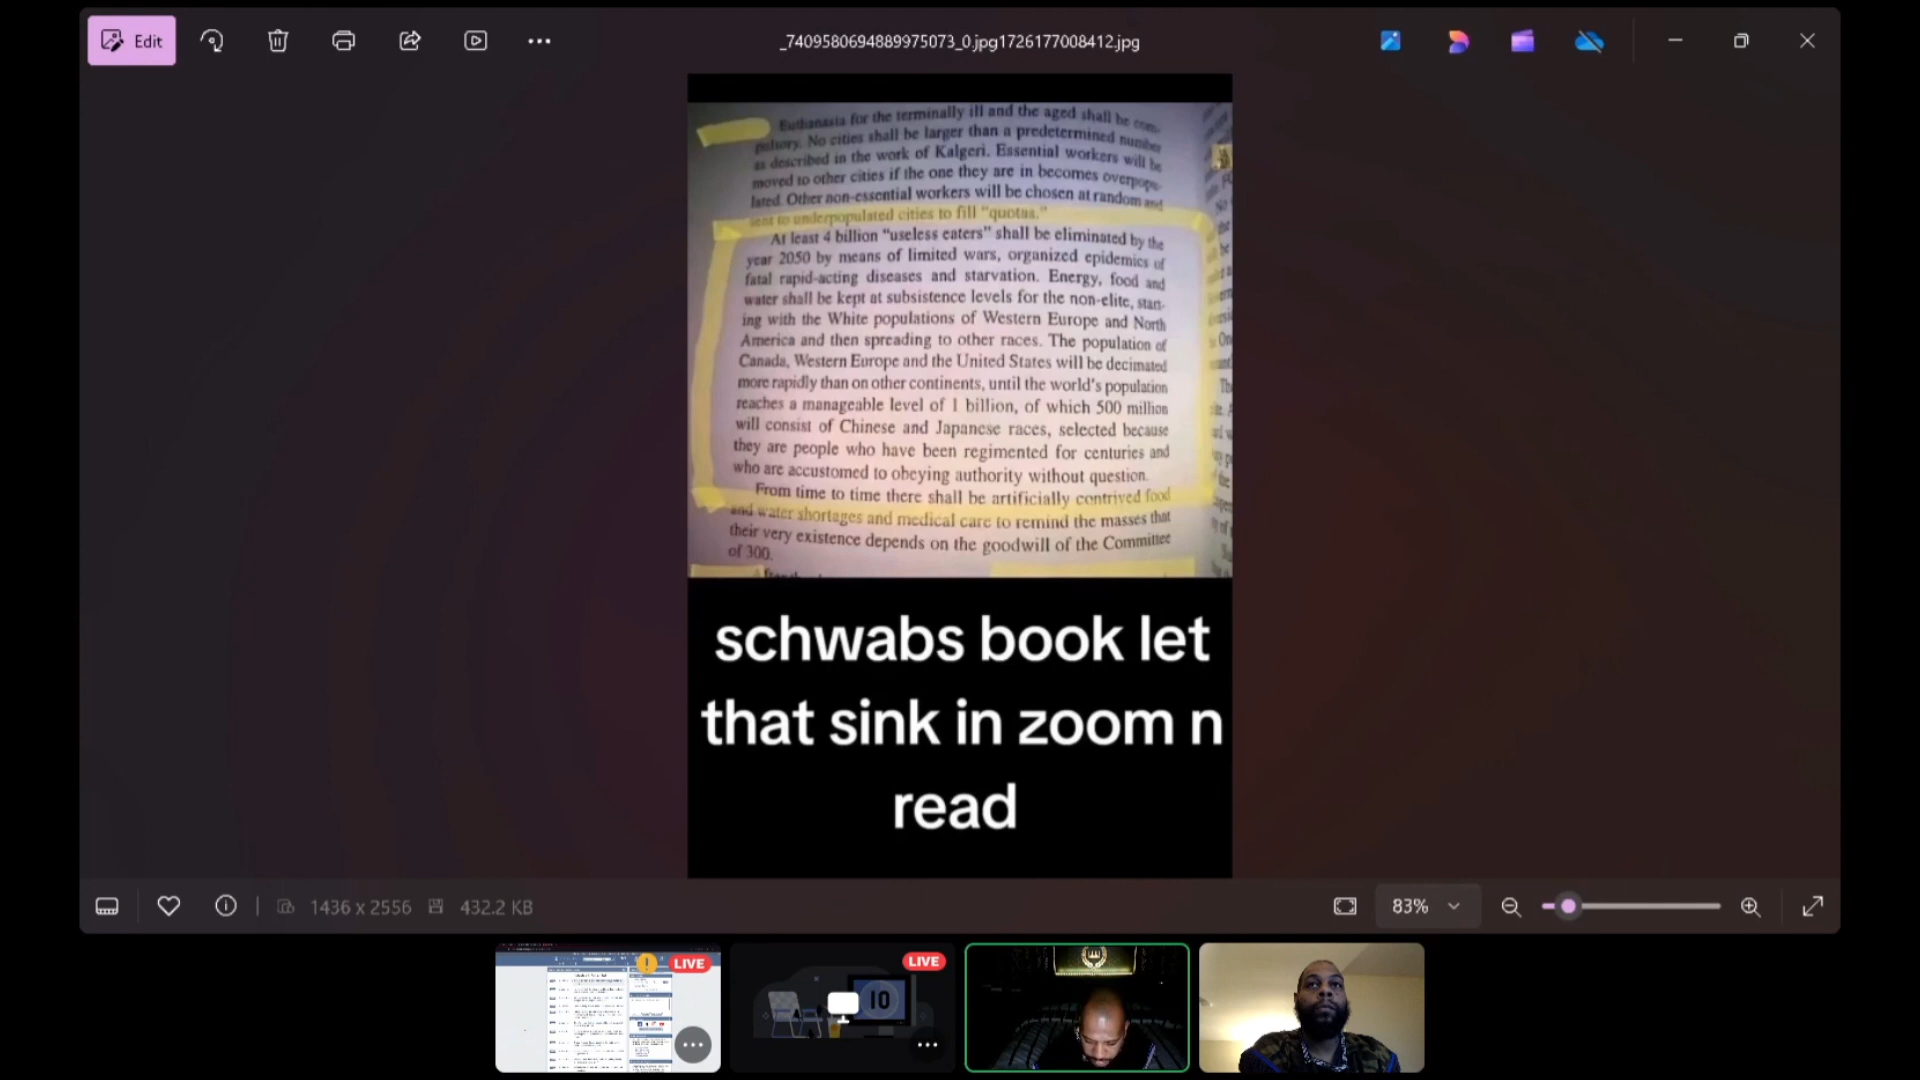 Edit
_7409580694889975073_0.jpg1726177008412.jpg
Euthanasia for the terminally ill and the aged shall be com-
pulsory. No cities shall be larger than a predetermined number
as described in the work of Kalgeri. Essential workers will be
moved to other cities if the one they are in becomes overpopu-
lated. Other non-essential workers will be chosen at random and
sent to underpopulated cities to fill "quotas."
At least 4 billion "useless eaters" shall be eliminated by the
year 2050 by means of limited wars, organized epidemics of
fatal rapid-acting diseases and starvation. Energy, food and
water shall be kept at subsistence levels for the non-elite, start-
ing with the White populations of Western Europe and North
America and then spreading to other races. The population of
Canada, Western Europe and the United States will be decimated
more rapidly than on other continents, until the world's population
reaches a manageable level of 1 billion, of which 500 million
will consist of Chinese and Japanese races, selected because
they are people who have been regimented for centuries and
who are accustomed to obeying authority without question.
From time to time there shall be artificially contrived food
and water shortages and medical care to remind the masses that
their very existence depends on the goodwill of the Committee
of 300.
schwabs book let
that sink in zoom n
read
1436 x 2556
432.2 KB
83%
LIVE
LIVE
10